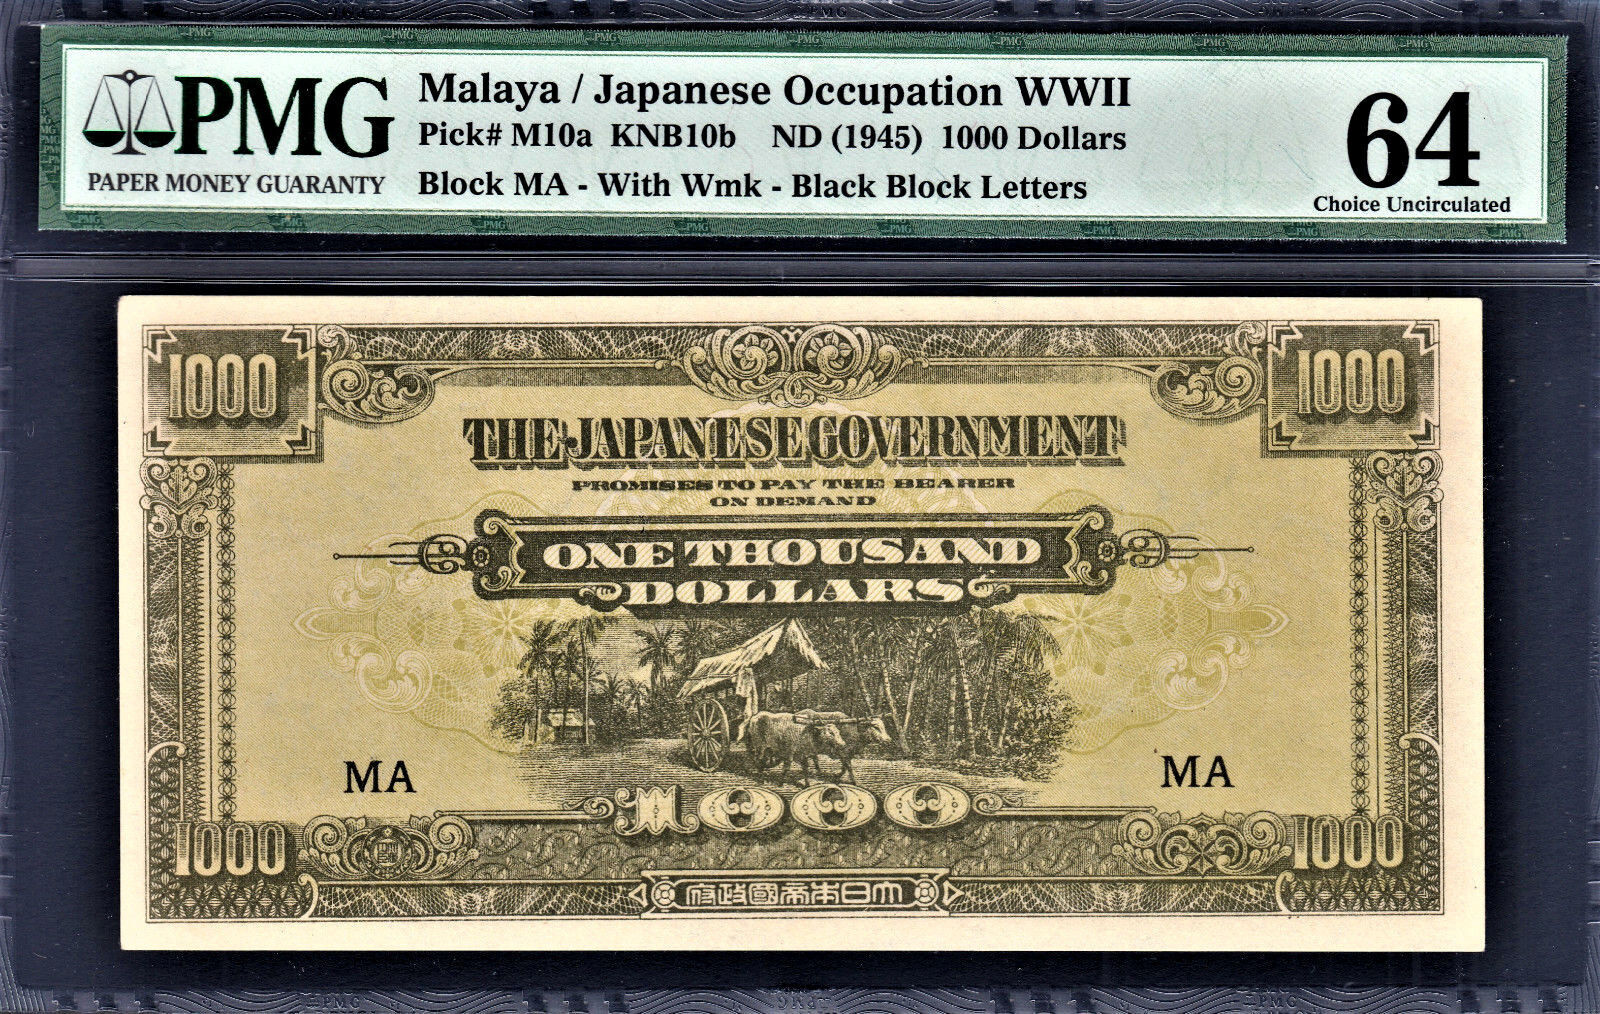 PMG
PAPER MONEY GUARANTY
Malaya / Japanese Occupation WWII
Pick# M10a KNB10b ND (1945) 1000 Dollars
Block MA - With Wmk - Black Block Letters
64
Choice Uncirculated
1000
1000
THE JAPANESE GOVERNMENT
PROMISES TO PAY THE BEARER
ON DEMAND
ONE THOUSAND
DOLLARS
MA
MA
1000
1000
1000
府政國帝本日大